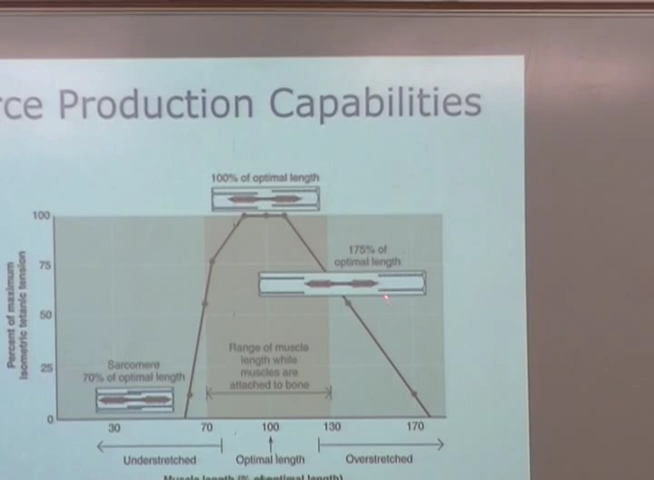 rce Production Capabilities
100% of optimal length
100
175% of
optimal length
75
Percent of maximum
isometric tetanic tension
50
Range of muscle
length while
muscles are
attached to bone
Sarcomere
70% of optimal length
25
0
30 70 100 130 170
Understretched Optimal length Overstretched
Muscle length (% of optimal length)